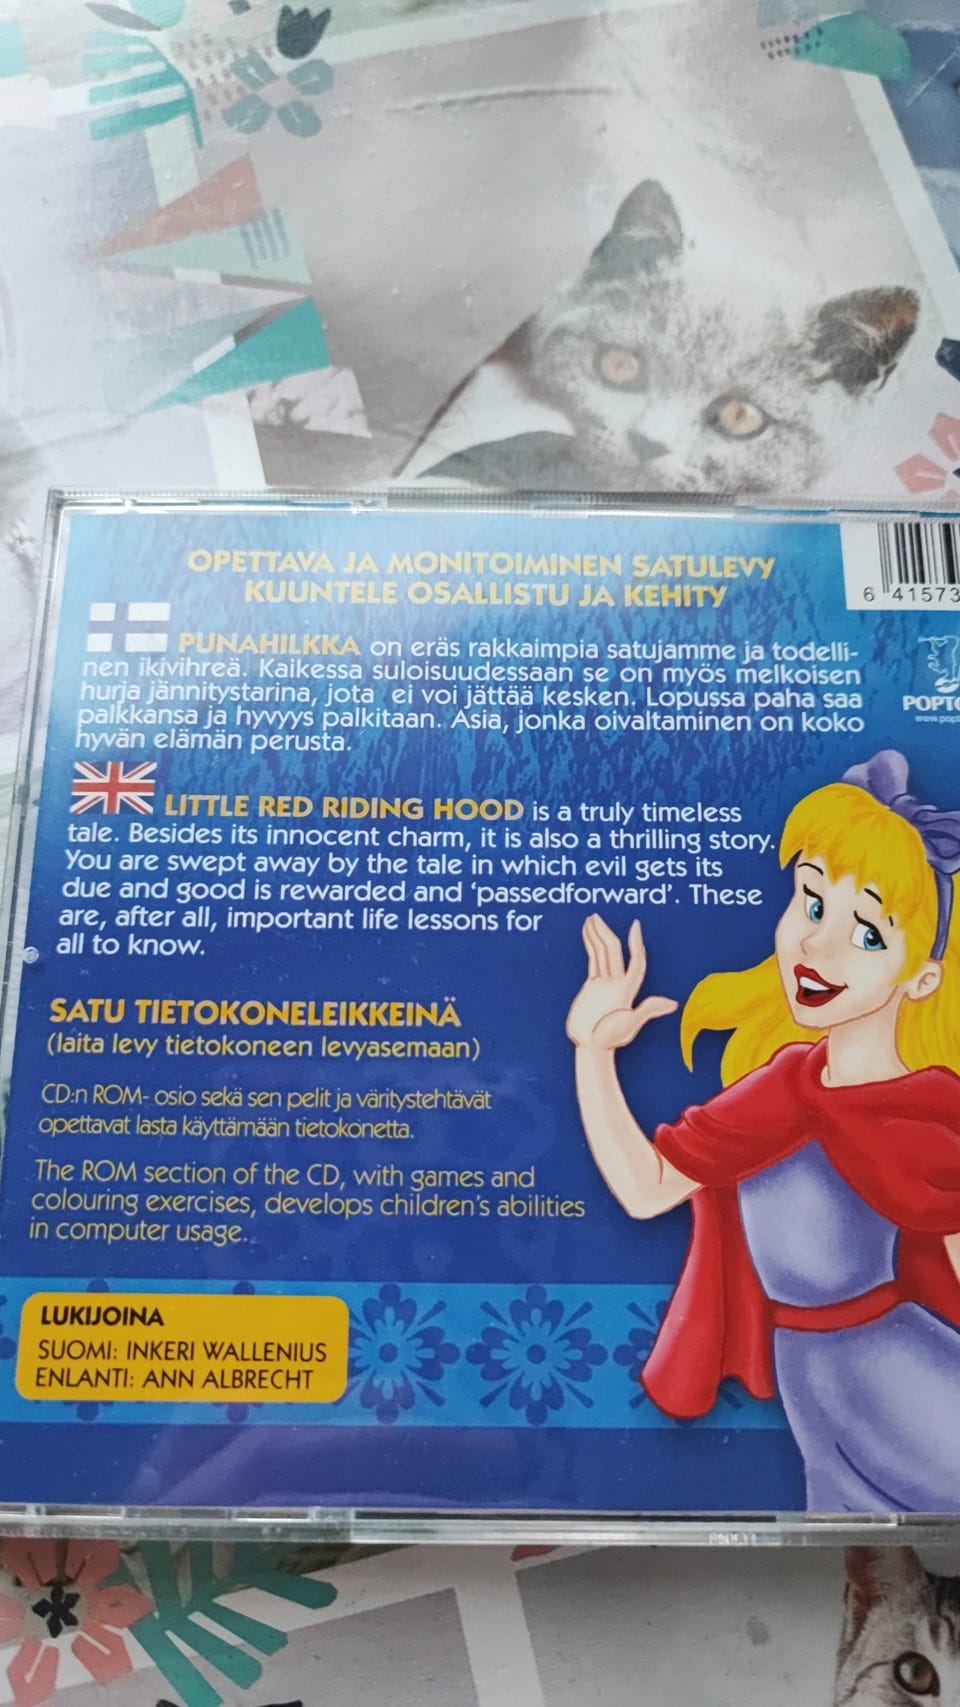 OPETTAVA JA MONITOIMINEN SATULEVY
KUUNTELE OSALLISTU JA KEHITY
6 41573
PUNAHILKKA on eräs rakkaimpia satujamme ja todelli-
nen ikivihreä. Kaikessa suloisuudessaan se on myös melkoisen
hurja jännitystarina, jota ei voi jättää kesken. Lopussa paha saa
palkkansa ja hyvyys palkitaan. Asia, jonka oivaltaminen on koko
hyvän elämän perusta.
POPTO
www.popt
LITTLE RED RIDING HOOD is a truly timeless
tale. Besides its innocent charm, it is also a thrilling story.
You are swept away by the tale in which evil gets its
due and good is rewarded and ‘passedforward’. These
are, after all, important life lessons for
all to know.
SATU TIETOKONELEIKKEINÄ
(laita levy tietokoneen levyasemaan)
CD:n ROM- osio sekä sen pelit ja väritystehtävät
opettavat lasta käyttämään tietokonetta.
The ROM section of the CD, with games and
colouring exercises, develops children's abilities
in computer usage.
LUKIJOINA
SUOMI: INKERI WALLENIUS
ENLANTI: ANN ALBRECHT